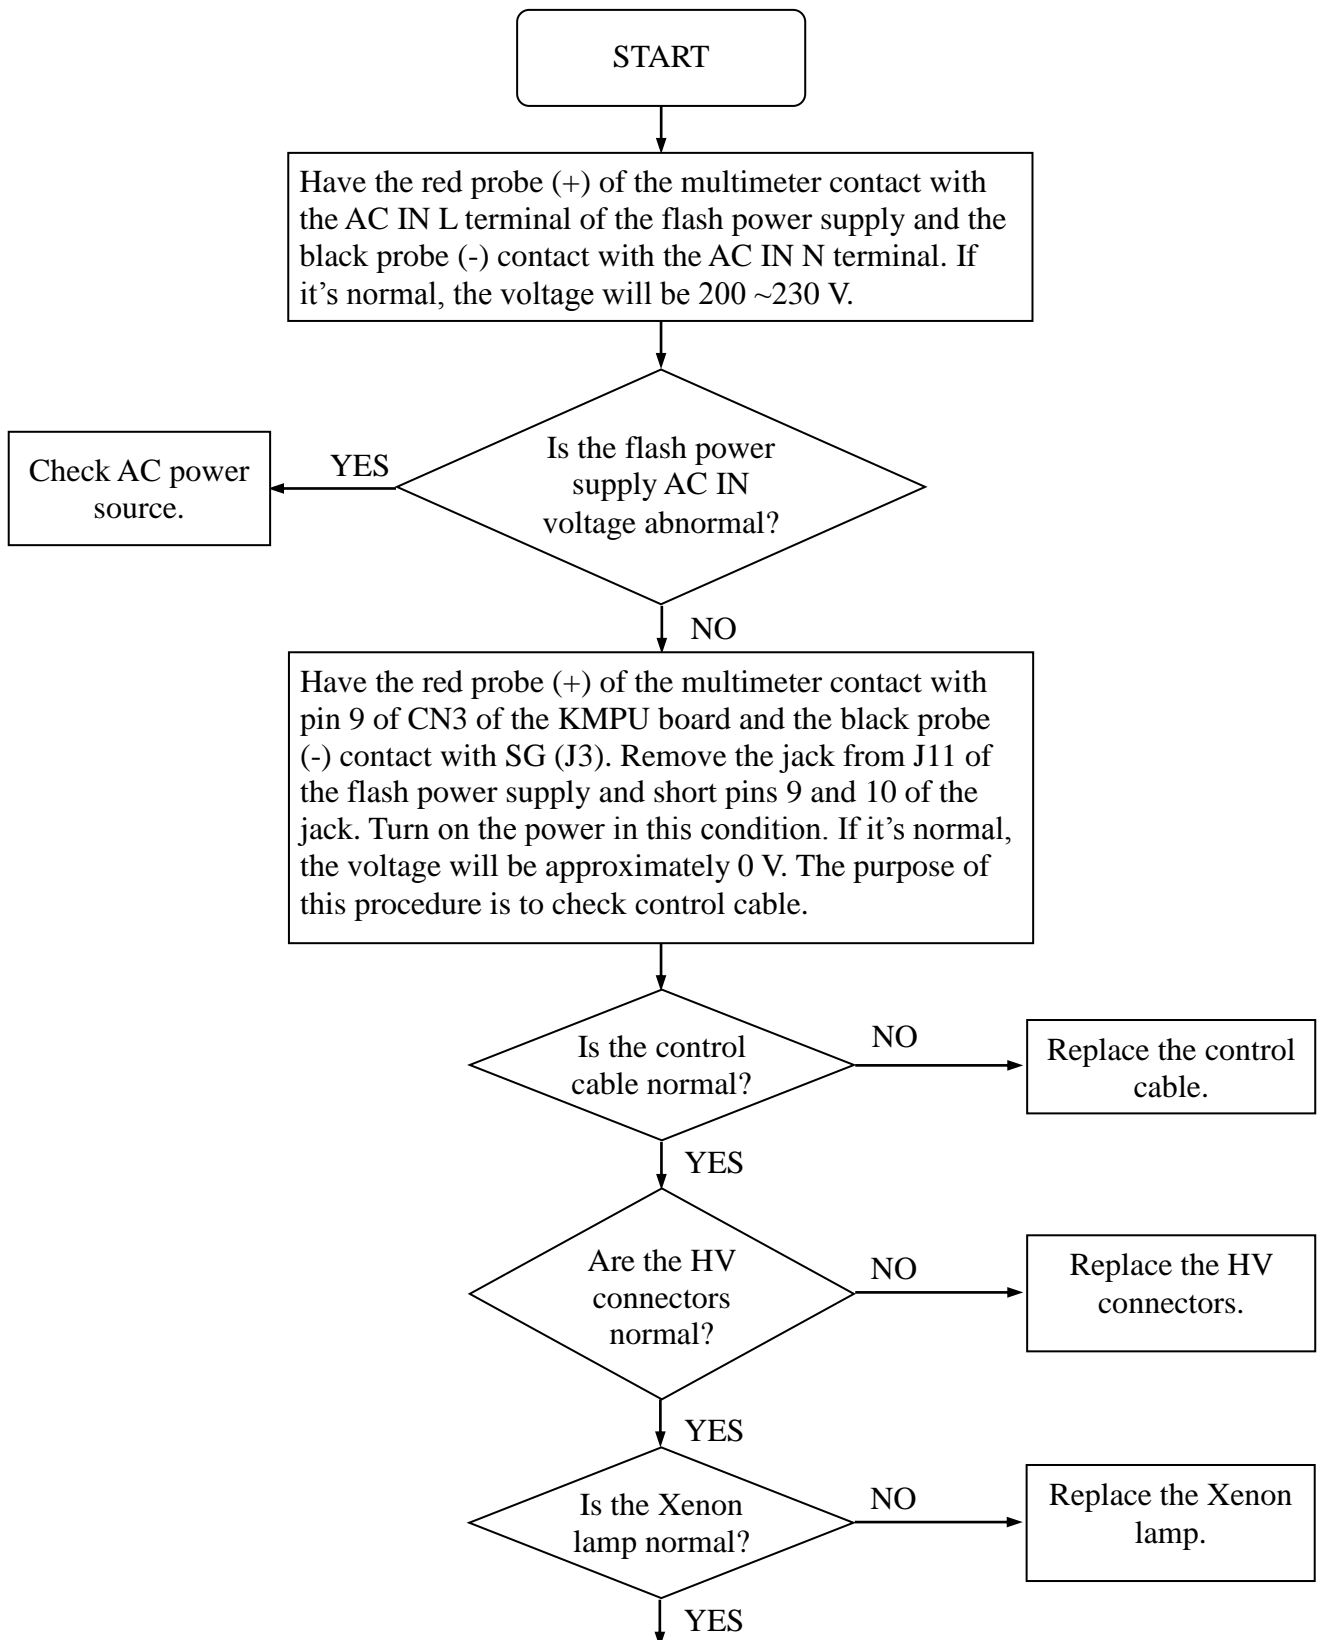 START
Have the red probe (+) of the multimeter contact with
the AC IN L terminal of the flash power supply and the
black probe (-) contact with the AC IN N terminal. If
it’s normal, the voltage will be 200 ~230 V.
Is the flash power
supply AC IN
voltage abnormal?
YES
Check AC power
source.
NO
Have the red probe (+) of the multimeter contact with
pin 9 of CN3 of the KMPU board and the black probe
(-) contact with SG (J3). Remove the jack from J11 of
the flash power supply and short pins 9 and 10 of the
jack. Turn on the power in this condition. If it’s normal,
the voltage will be approximately 0 V. The purpose of
this procedure is to check control cable.
Is the control
cable normal?
NO
Replace the control
cable.
YES
Are the HV
connectors
normal?
NO
Replace the HV
connectors.
YES
Is the Xenon
lamp normal?
NO
Replace the Xenon
lamp.
YES